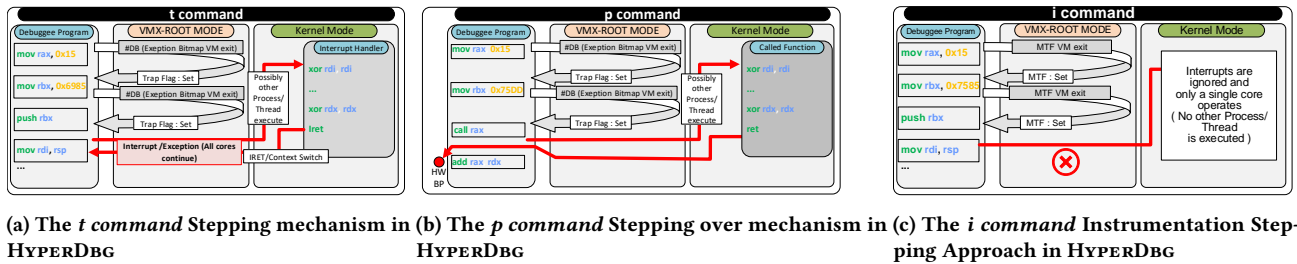 t command
Debuggee Program
VMX-ROOT MODE
Kernel Mode
mov rax, 0x15
#DB (Exeption Bitmap VM exit)
Interrupt Handler
Trap Flag : Set
Possibly
other
Process/
Thread
execute
xor rdi, rdi
mov rbx, 0x6985
#DB (Exeption Bitmap VM exit)
...
xor rdx, rdx
push rbx
Trap Flag : Set
Iret
mov rdi, rsp
Interrupt /Exception (All cores
continue)
IRET/Context Switch
...
(a) The t command Stepping mechanism in
HYPERDBG
p command
Debuggee Program
VMX-ROOT MODE
Kernel Mode
mov rax 0x15
#DB (Exeption Bitmap VM exit)
Called Function
Trap Flag : Set
Possibly
other
Process/
Thread
execute
xor rdi, rdi
mov rbx 0x75DD
#DB (Exeption Bitmap VM exit)
...
xor rdx, rdx
call rax
Trap Flag : Set
ret
add rax rdx
HW
BP
...
(b) The p command Stepping over mechanism in
HYPERDBG
i command
Debuggee Program
VMX-ROOT MODE
Kernel Mode
mov rax, 0x15
MTF VM exit
MTF : Set
mov rbx, 0x7585
MTF VM exit
push rbx
MTF : Set
mov rdi, rsp
...
Interrupts are
ignored and
only a single core
operates
( No other Process/
Thread
is executed )
(c) The i command Instrumentation Step-
ping Approach in HYPERDBG